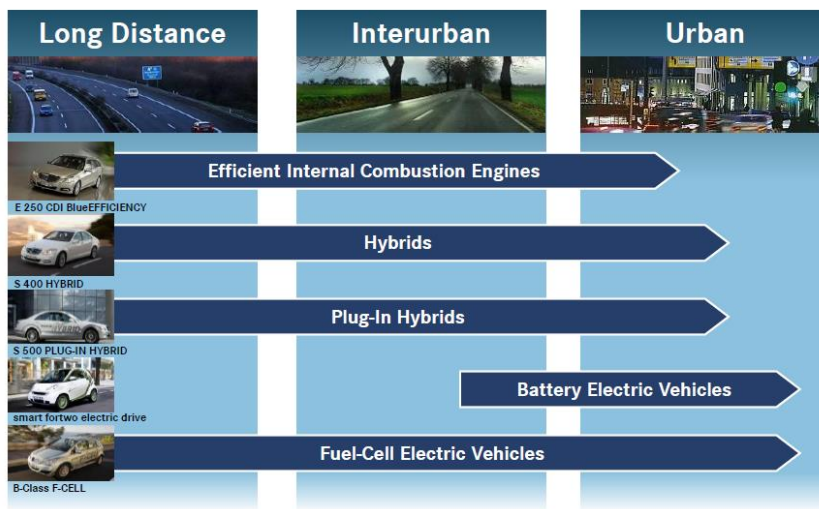 Long Distance
Interurban
Urban
Efficient Internal Combustion Engines
E 250 CDI BlueEFFICIENCY
Hybrids
S 400 HYBRID
Plug-In Hybrids
S 500 PLUG-IN HYBRID
Battery Electric Vehicles
smart fortwo electric drive
Fuel-Cell Electric Vehicles
B-Class F-CELL